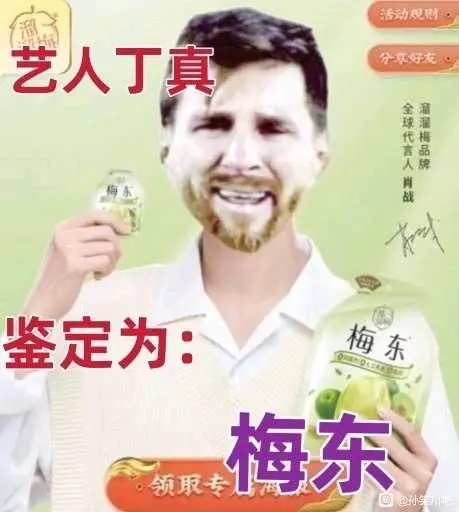 溜溜梅
活动规则
分享好友
艺人丁真
溜溜梅品牌
全球代言人 肖战
梅东
鉴定为：
梅东
梅东
领取专